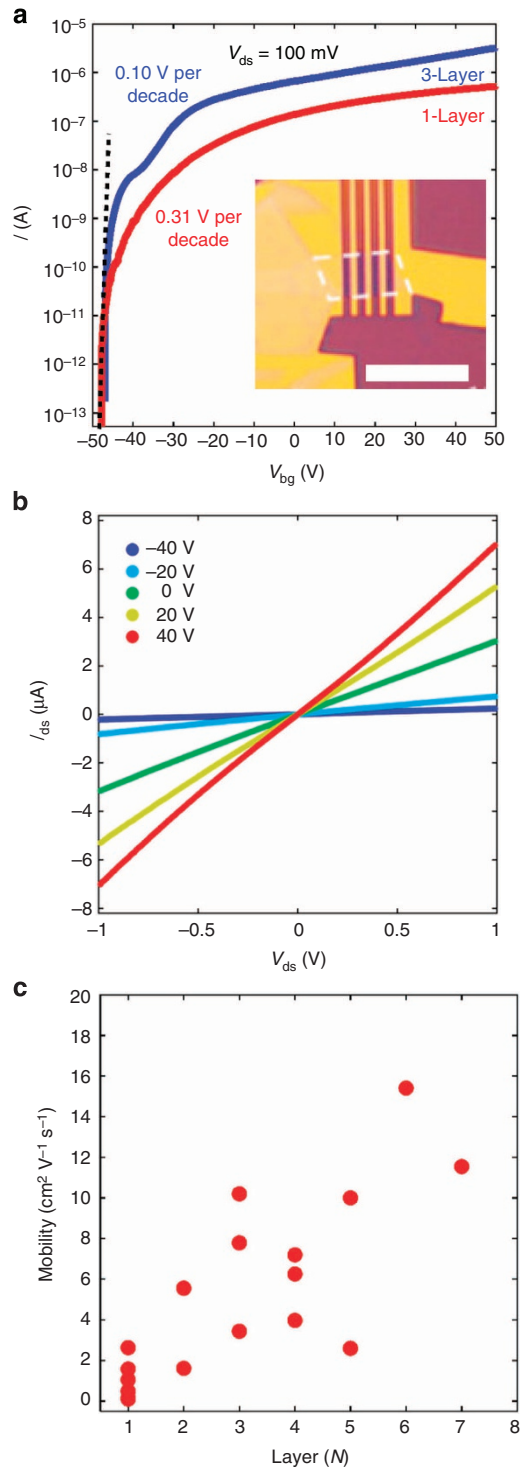 a
10⁻⁵
10⁻⁶
10⁻⁷
10⁻⁸
10⁻⁹
10⁻¹⁰
10⁻¹¹
10⁻¹²
10⁻¹³
I (A)
V_ds = 100 mV
0.10 V per
decade
3-Layer
1-Layer
0.31 V per
decade
–50 –40 –30 –20 –10 0 10 20 30 40 50
V_bg (V)
b
8
6
4
2
0
–2
–4
–6
–8
I_ds (μA)
–40 V
–20 V
0 V
20 V
40 V
–1 –0.5 0 0.5 1
V_ds (V)
c
20
18
16
14
12
10
8
6
4
2
0
Mobility (cm² V⁻¹ s⁻¹)
1 2 3 4 5 6 7 8
Layer (N)